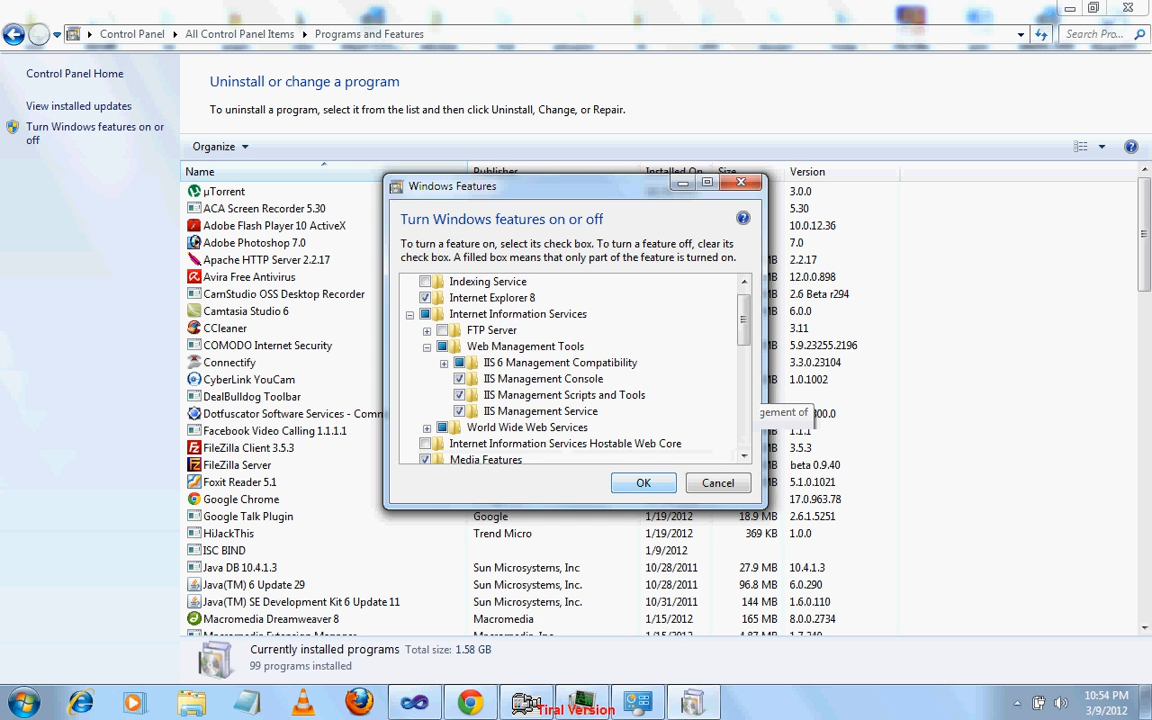 Control Panel All Control Panel Items Programs and Features
Search Pro...
Control Panel Home
View installed updates
Turn Windows features on or off
Uninstall or change a program
To uninstall a program, select it from the list and then click Uninstall, Change, or Repair.
Organize
Name Publisher Installed On Size Version
µTorrent 3.0.0
ACA Screen Recorder 5.30 5.30
Adobe Flash Player 10 ActiveX 10.0.12.36
Adobe Photoshop 7.0 7.0
Apache HTTP Server 2.2.17 MB 2.2.17
Avira Free Antivirus MB 12.0.0.898
CamStudio OSS Desktop Recorder MB 2.6 Beta r294
Camtasia Studio 6 MB 6.0.0
CCleaner 3.11
COMODO Internet Security MB 5.9.23255.2196
Connectify 3.3.0.23104
CyberLink YouCam MB 1.0.1002
DealBulldog Toolbar
Dotfuscator Software Services - Comm
Facebook Video Calling 1.1.1.1
FileZilla Client 3.5.3 3.5.3
FileZilla Server beta 0.9.40
Foxit Reader 5.1 MB 5.1.0.1021
Google Chrome 17.0.963.78
Google Talk Plugin Google 1/19/2012 18.9 MB 2.6.1.5251
HiJackThis Trend Micro 1/19/2012 369 KB 1.0.0
ISC BIND 1/9/2012
Java DB 10.4.1.3 Sun Microsystems, Inc 10/28/2011 27.9 MB 10.4.1.3
Java(TM) 6 Update 29 Sun Microsystems, Inc. 10/28/2011 96.8 MB 6.0.290
Java(TM) SE Development Kit 6 Update 11 Sun Microsystems, Inc. 10/31/2011 144 MB 1.6.0.110
Macromedia Dreamweaver 8 Macromedia 1/15/2012 165 MB 8.0.0.2734
Windows Features
Turn Windows features on or off
To turn a feature on, select its check box. To turn a feature off, clear its
check box. A filled box means that only part of the feature is turned on.
Indexing Service
Internet Explorer 8
Internet Information Services
FTP Server
Web Management Tools
IIS 6 Management Compatibility
IIS Management Console
IIS Management Scripts and Tools
IIS Management Service
World Wide Web Services
Internet Information Services Hostable Web Core
Media Features
OK Cancel
gement of
Currently installed programs Total size: 1.58 GB
99 programs installed
Tiral Version
10:54 PM
3/9/2012